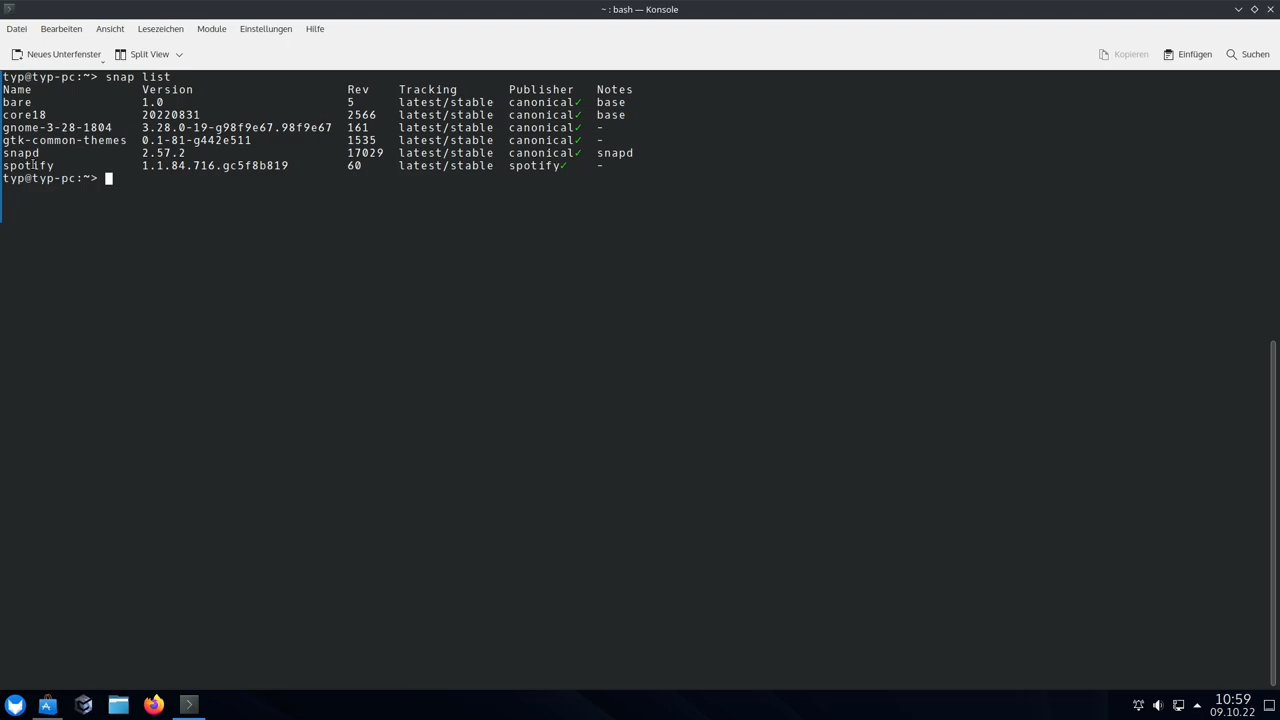 ~ : bash — Konsole
Datei Bearbeiten Ansicht Lesezeichen Module Einstellungen Hilfe
Neues Unterfenster Split View Kopieren Einfügen Suchen
typ@typ-pc:~> snap list
Name Version Rev Tracking Publisher Notes
bare 1.0 5 latest/stable canonical✓ base
core18 20220831 2566 latest/stable canonical✓ base
gnome-3-28-1804 3.28.0-19-g98f9e67.98f9e67 161 latest/stable canonical✓ -
gtk-common-themes 0.1-81-g442e511 1535 latest/stable canonical✓ -
snapd 2.57.2 17029 latest/stable canonical✓ snapd
spotify 1.1.84.716.gc5f8b819 60 latest/stable spotify✓ -
typ@typ-pc:~>
10:59
09.10.22